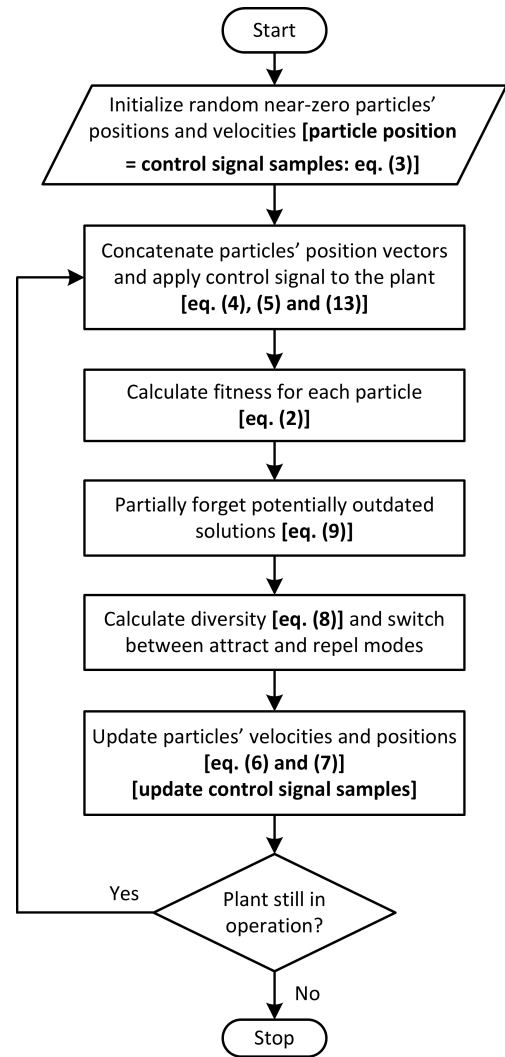 Start
Initialize random near-zero particles'
positions and velocities [particle position
= control signal samples: eq. (3)]
Concatenate particles' position vectors
and apply control signal to the plant
[eq. (4), (5) and (13)]
Calculate fitness for each particle
[eq. (2)]
Partially forget potentially outdated
solutions [eq. (9)]
Calculate diversity [eq. (8)] and switch
between attract and repel modes
Update particles' velocities and positions
[eq. (6) and (7)]
[update control signal samples]
Yes
Plant still in
operation?
No
Stop